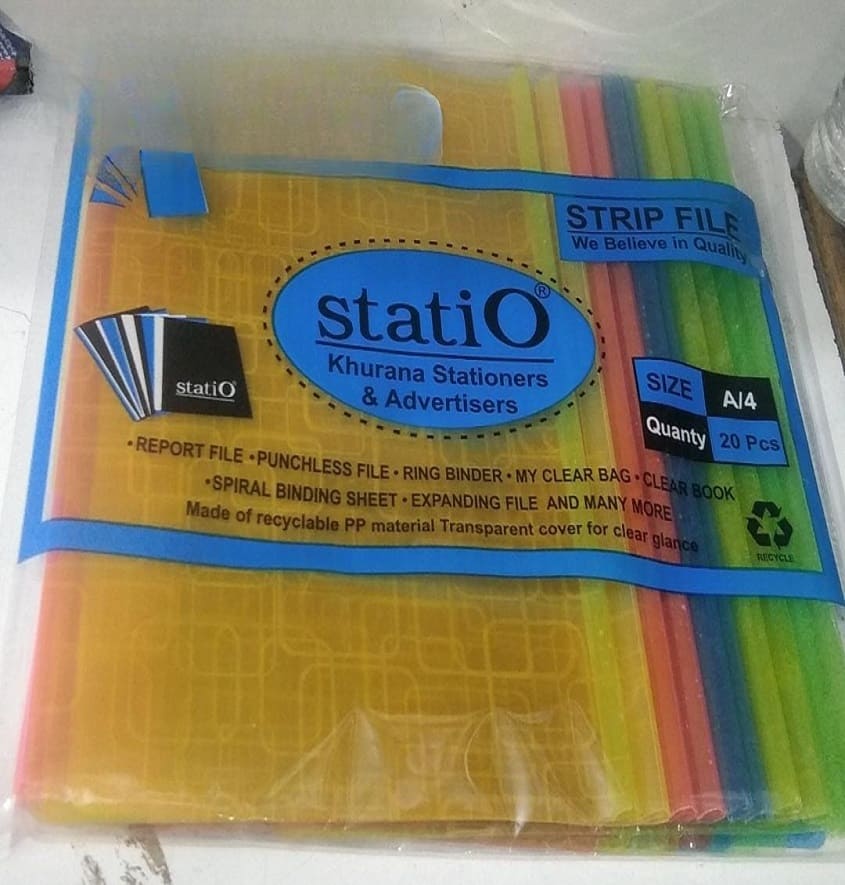 STRIP FILE
We Believe in Quality
statiO®
Khurana Stationers
& Advertisers
statiO®
SIZE A/4
Quanty 20 Pcs
•REPORT FILE •PUNCHLESS FILE • RING BINDER • MY CLEAR BAG • CLEAR BOOK
•SPIRAL BINDING SHEET • EXPANDING FILE AND MANY MORE
Made of recyclable PP material Transparent cover for clear glance
RECYCLE